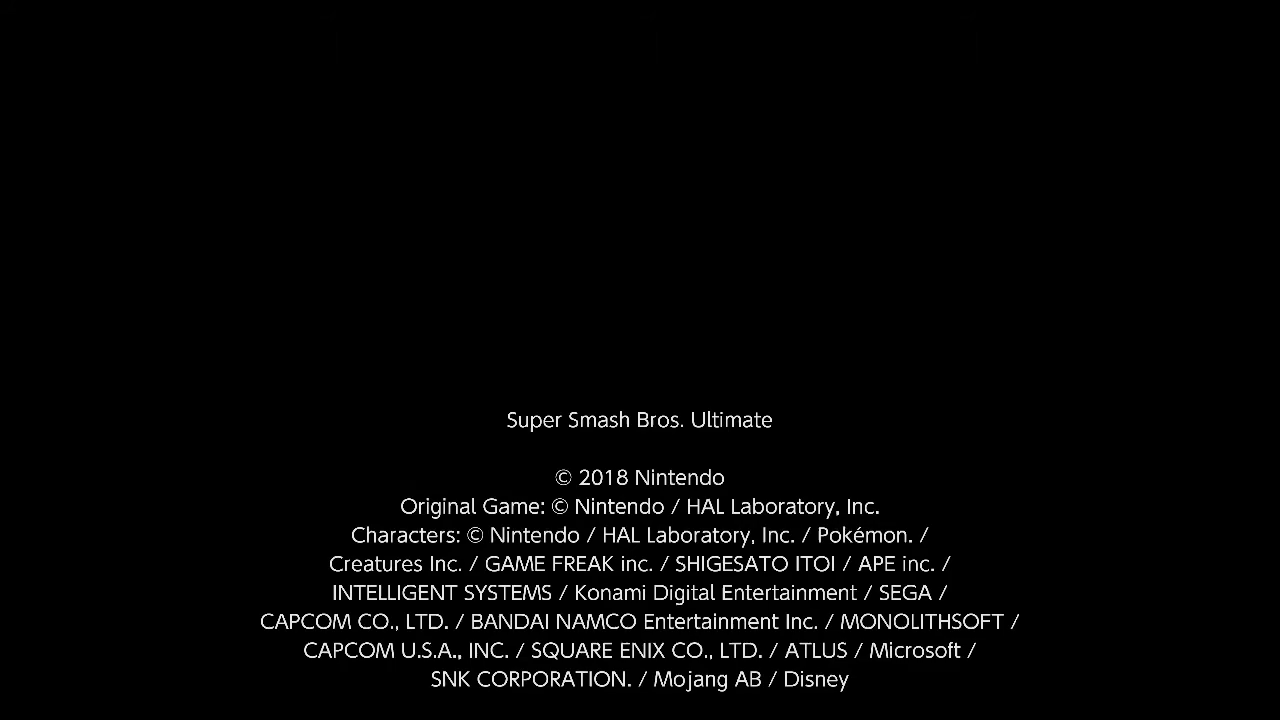 Super Smash Bros. Ultimate
© 2018 Nintendo
Original Game: © Nintendo / HAL Laboratory, Inc.
Characters: © Nintendo / HAL Laboratory, Inc. / Pokémon. /
Creatures Inc. / GAME FREAK inc. / SHIGESATO ITOI / APE inc. /
INTELLIGENT SYSTEMS / Konami Digital Entertainment / SEGA /
CAPCOM CO., LTD. / BANDAI NAMCO Entertainment Inc. / MONOLITHSOFT /
CAPCOM U.S.A., INC. / SQUARE ENIX CO., LTD. / ATLUS / Microsoft /
SNK CORPORATION. / Mojang AB / Disney